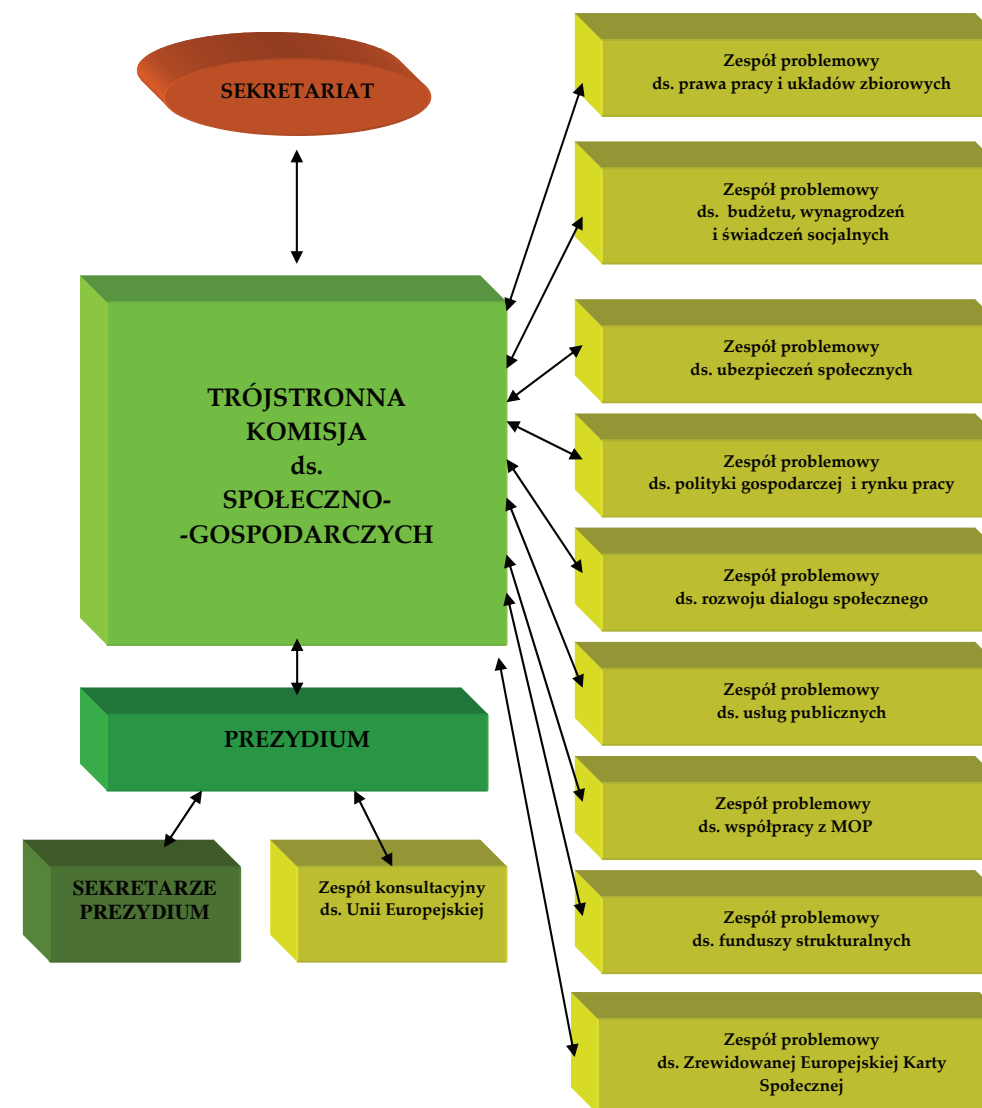 SEKRETARIAT
TRÓJSTRONNA
KOMISJA
ds.
SPOŁECZNO-
-GOSPODARCZYCH
PREZYDIUM
SEKRETARZE
PREZYDIUM
Zespół konsultacyjny
ds. Unii Europejskiej
Zespół problemowy
ds. prawa pracy i układów zbiorowych
Zespół problemowy
ds. budżetu, wynagrodzeń
i świadczeń socjalnych
Zespół problemowy
ds. ubezpieczeń społecznych
Zespół problemowy
ds. polityki gospodarczej i rynku pracy
Zespół problemowy
ds. rozwoju dialogu społecznego
Zespół problemowy
ds. usług publicznych
Zespół problemowy
ds. współpracy z MOP
Zespół problemowy
ds. funduszy strukturalnych
Zespół problemowy
ds. Zrewidowanej Europejskiej Karty
Społecznej